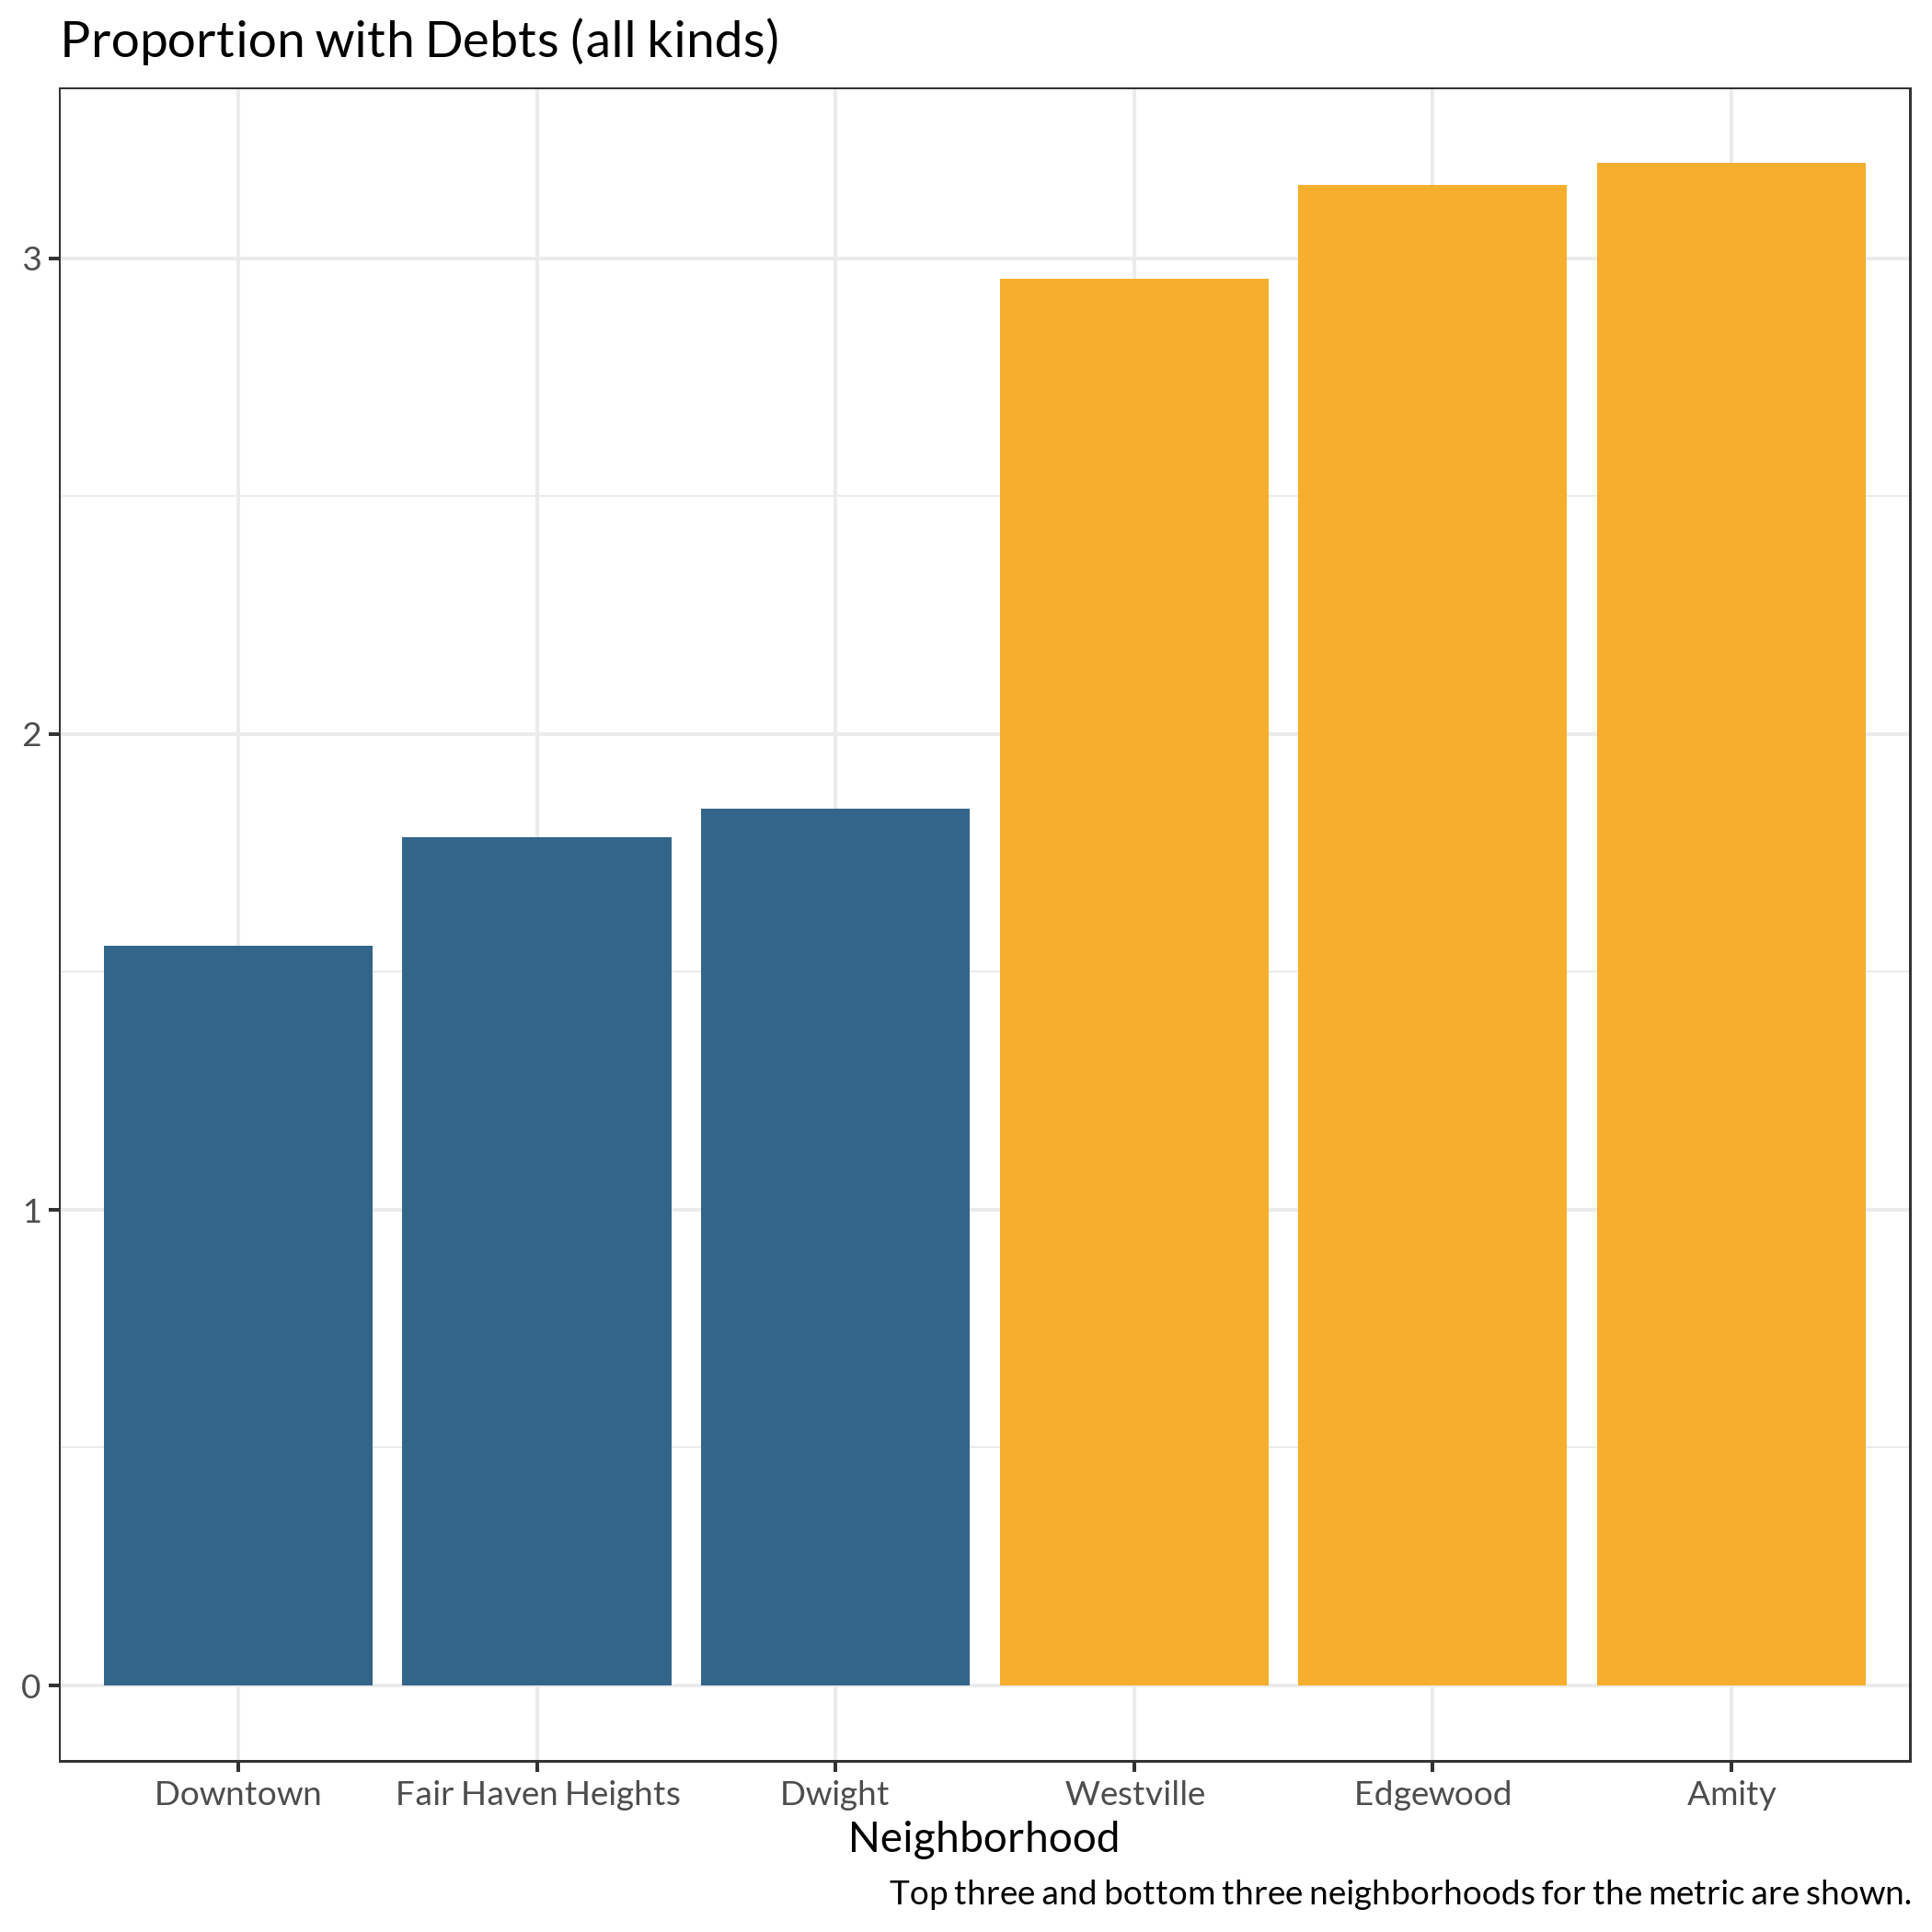 Proportion with Debts (all kinds)
3
2
1
0
Downtown Fair Haven Heights Dwight Westville Edgewood Amity
Neighborhood
Top three and bottom three neighborhoods for the metric are shown.